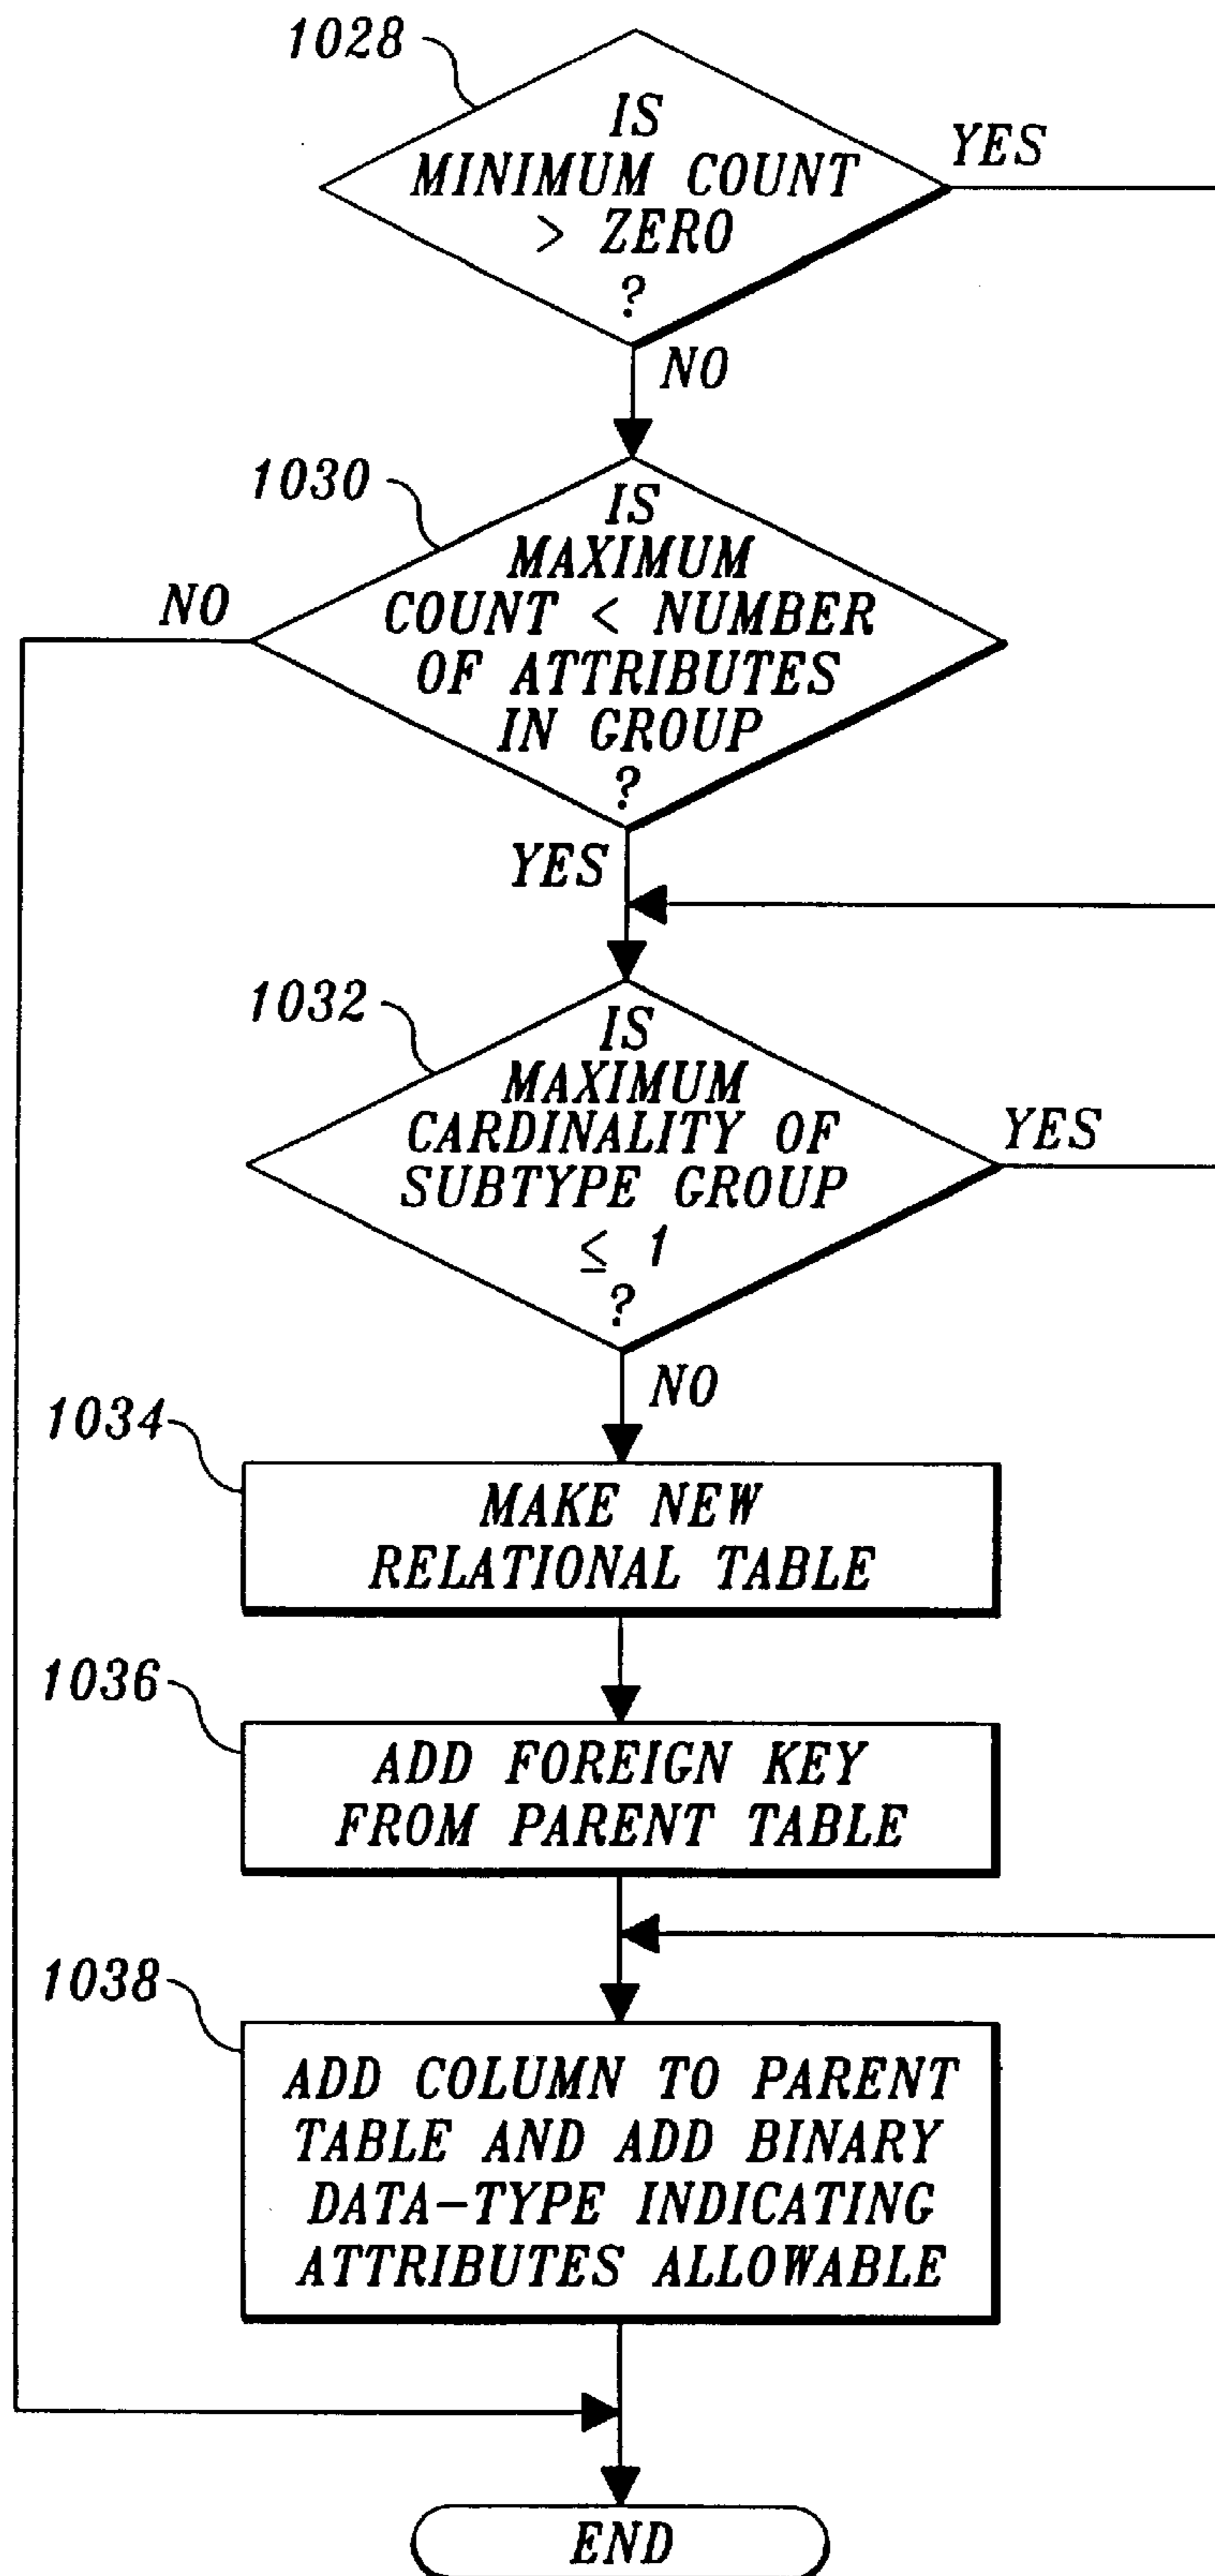 1028
IS
MINIMUM COUNT
> ZERO
?
YES
NO
1030
IS
MAXIMUM
COUNT < NUMBER
OF ATTRIBUTES
IN GROUP
?
NO
YES
1032
IS
MAXIMUM
CARDINALITY OF
SUBTYPE GROUP
≤ 1
?
YES
NO
1034
MAKE NEW
RELATIONAL TABLE
1036
ADD FOREIGN KEY
FROM PARENT TABLE
1038
ADD COLUMN TO PARENT
TABLE AND ADD BINARY
DATA-TYPE INDICATING
ATTRIBUTES ALLOWABLE
END